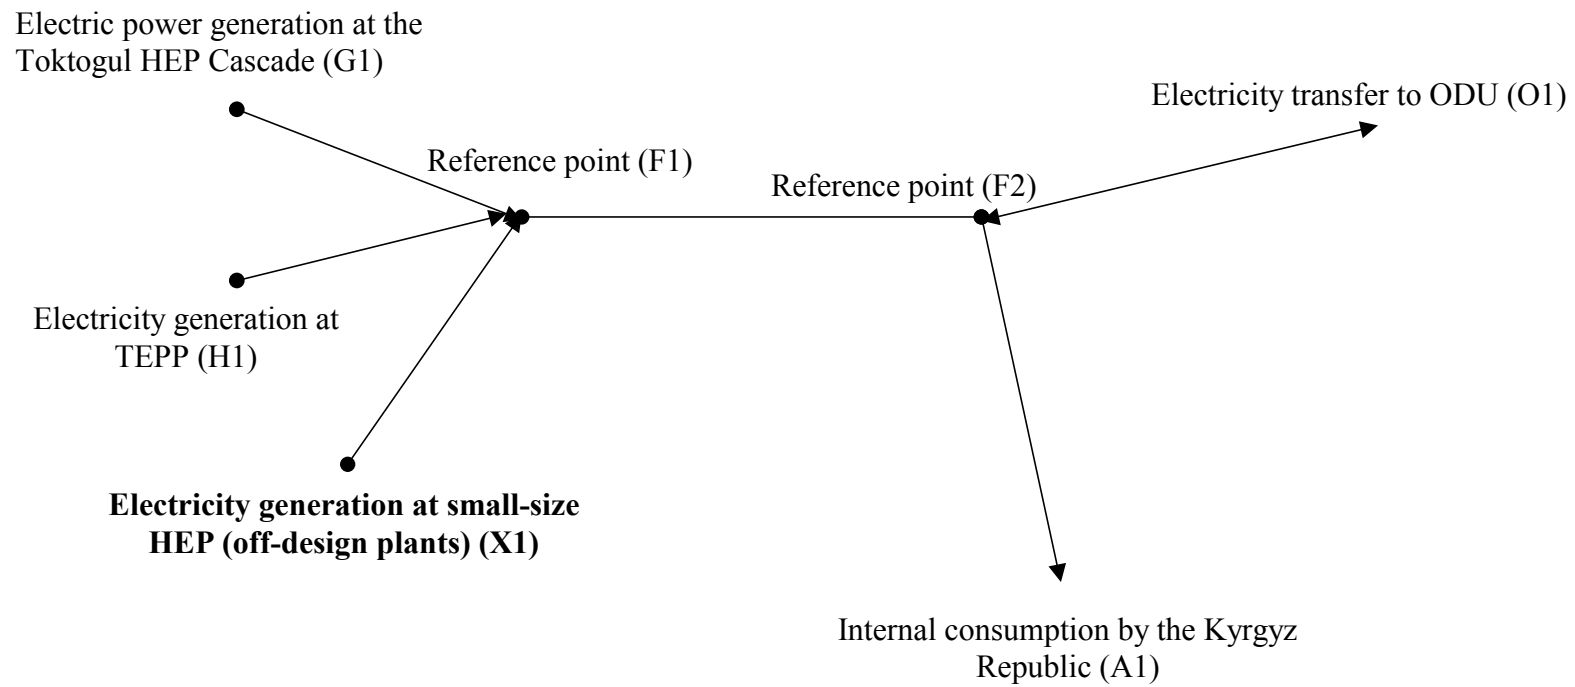 Electric power generation at the
Toktogul HEP Cascade (G1)
Electricity transfer to ODU (O1)
Reference point (F1)
Reference point (F2)
Electricity generation at
TEPP (H1)
Electricity generation at small-size
HEP (off-design plants) (X1)
Internal consumption by the Kyrgyz
Republic (A1)